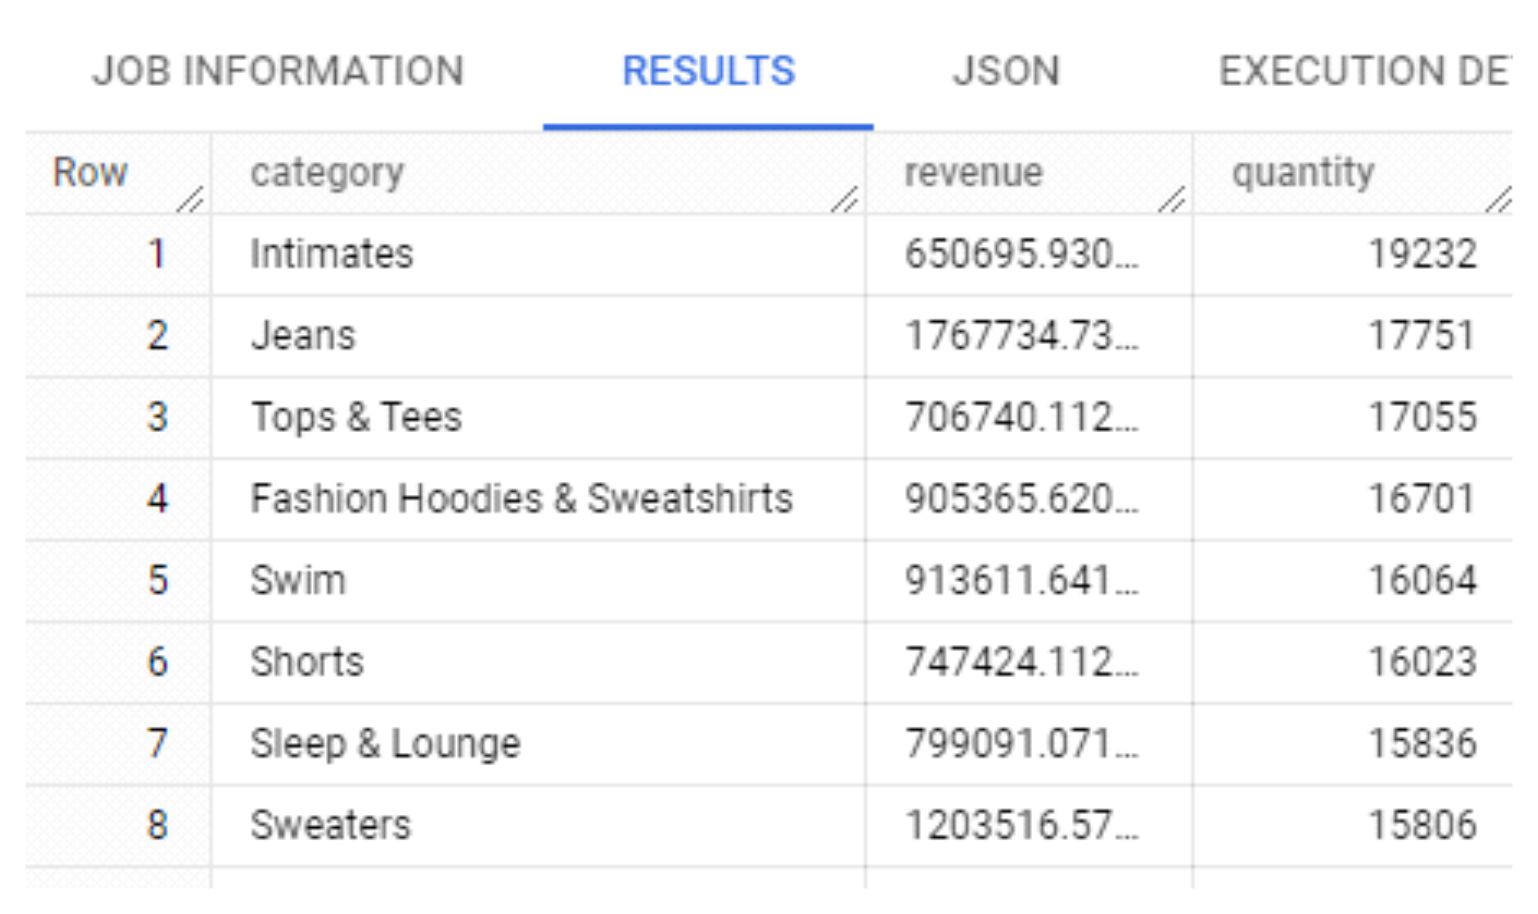 JOB INFORMATION RESULTS JSON EXECUTION DE
Row category revenue quantity
1 Intimates 650695.930... 19232
2 Jeans 1767734.73... 17751
3 Tops & Tees 706740.112... 17055
4 Fashion Hoodies & Sweatshirts 905365.620... 16701
5 Swim 913611.641... 16064
6 Shorts 747424.112... 16023
7 Sleep & Lounge 799091.071... 15836
8 Sweaters 1203516.57... 15806